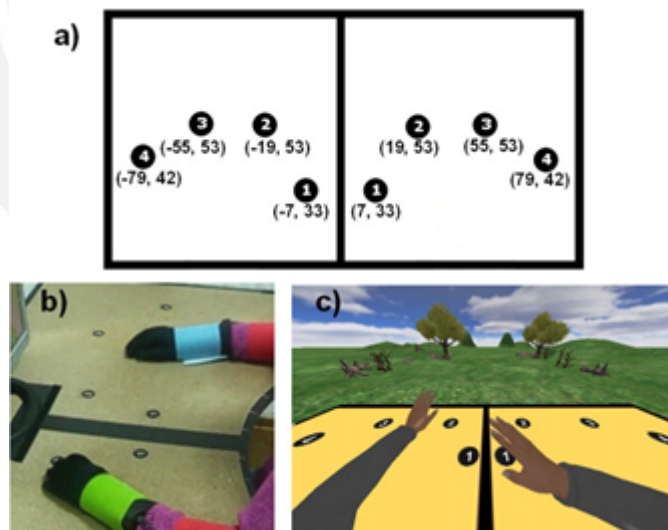 a)
3 2 2 3
(-55, 53) (-19, 53) (19, 53) (55, 53)
4 4
(-79, 42) (79, 42)
1 1
(-7, 33) (7, 33)
b) c)
1 1